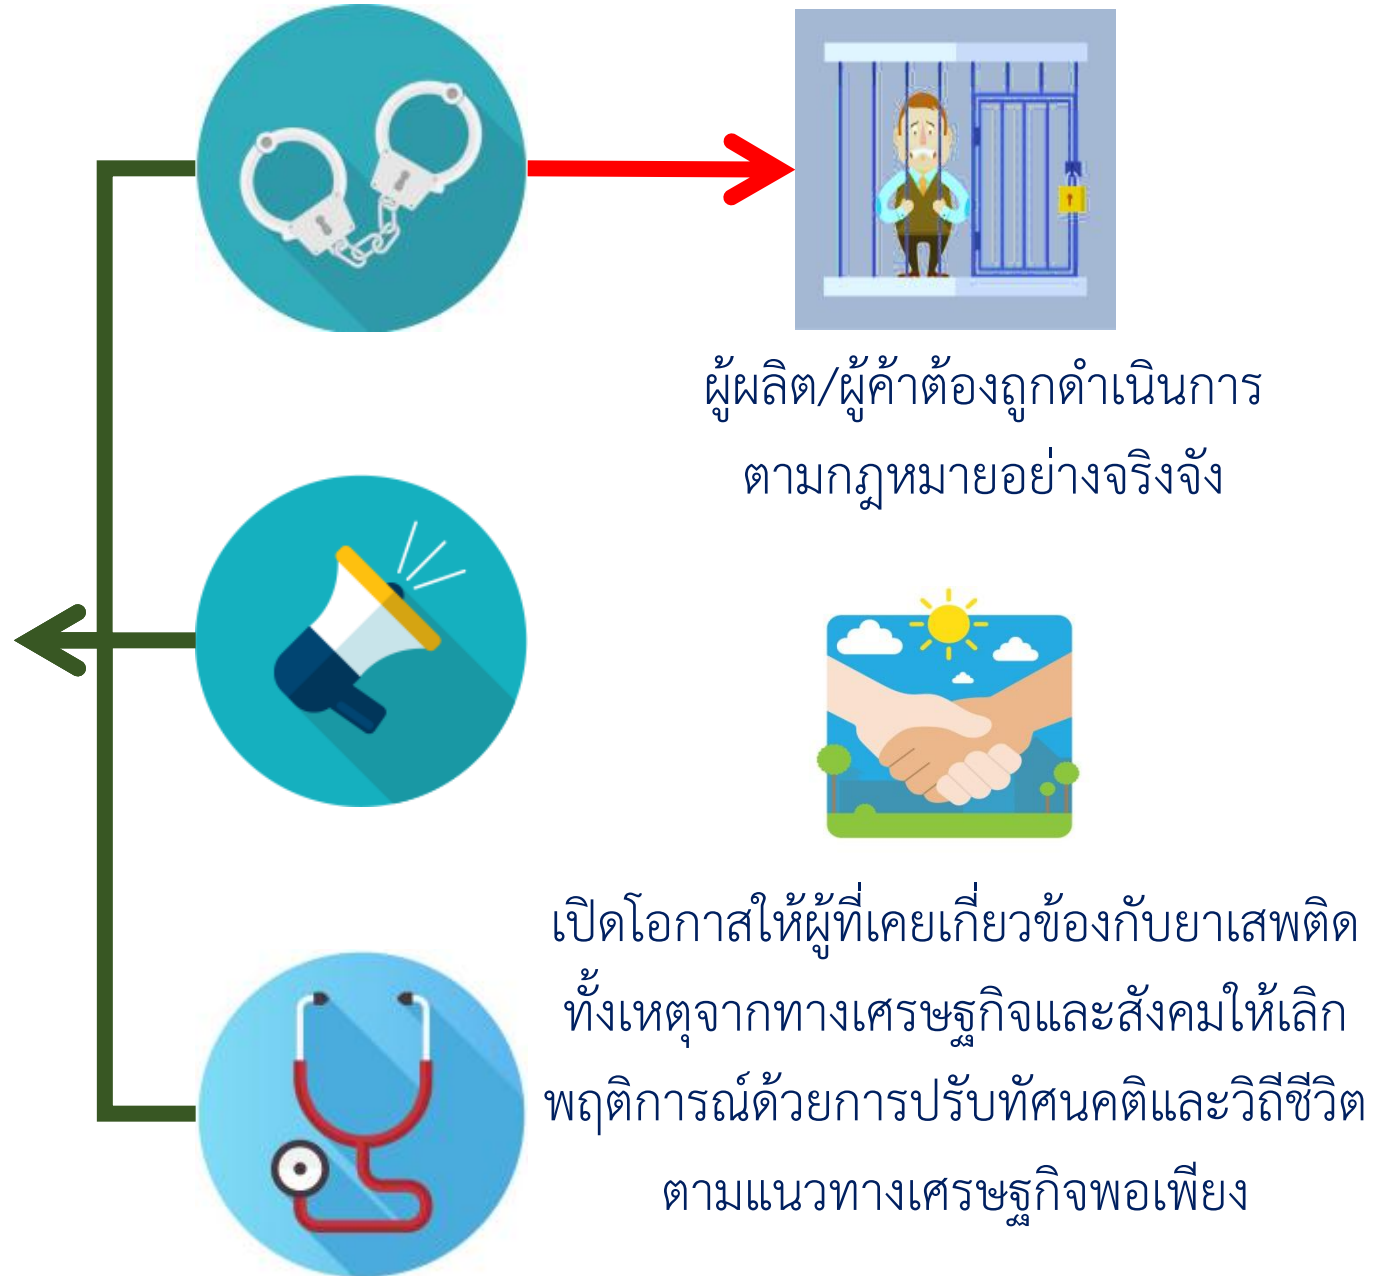 ผู้ผลิต/ผู้ค้าต้องถูกดำเนินการ
ตามกฎหมายอย่างจริงจัง
เปิดโอกาสให้ผู้ที่เคยเกี่ยวข้องกับยาเสพติด
ทั้งเหตุจากทางเศรษฐกิจและสังคมให้เลิก
พฤติการณ์ด้วยการปรับทัศนคติและวิถีชีวิต
ตามแนวทางเศรษฐกิจพอเพียง